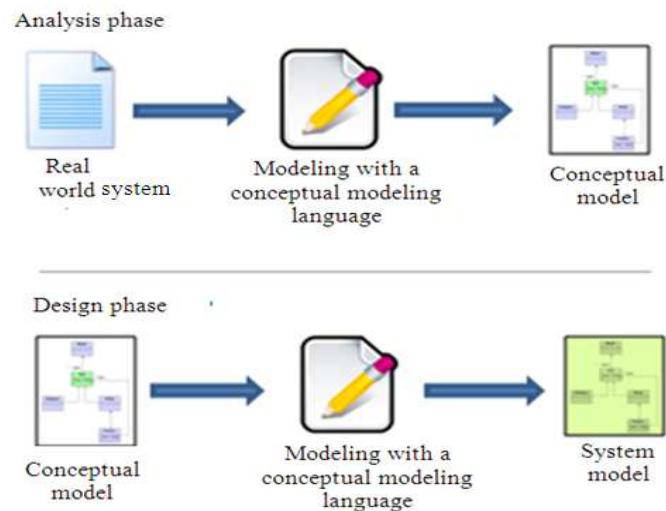 Analysis phase
Real
world system
Modeling with a
conceptual modeling
language
Conceptual
model
Design phase
Conceptual
model
Modeling with a
conceptual modeling
language
System
model